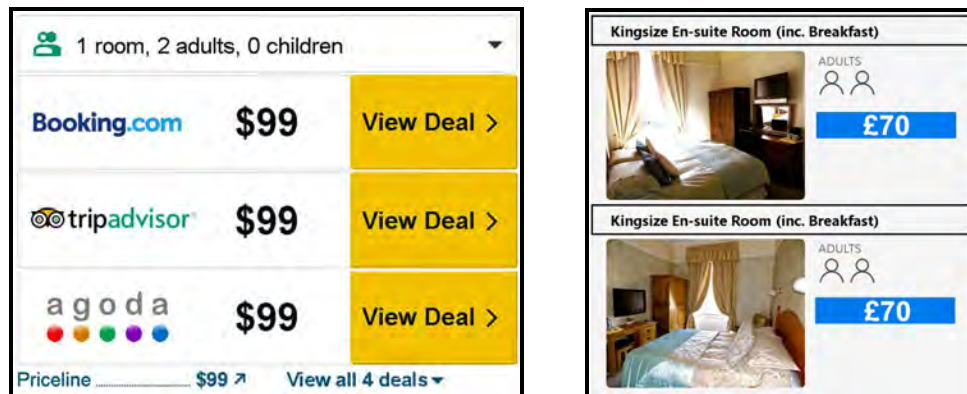 1 room, 2 adults, 0 children
Booking.com $99 View Deal >
tripadvisor $99 View Deal >
agoda $99 View Deal >
Priceline $99 View all 4 deals
Kingsize En-suite Room (inc. Breakfast)
ADULTS
£70
Kingsize En-suite Room (inc. Breakfast)
ADULTS
£70